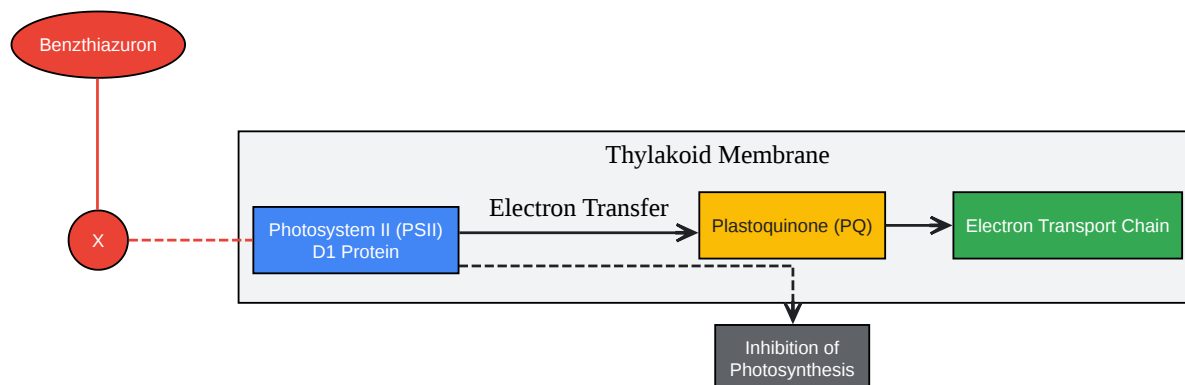 Benzthiazuron
Thylakoid Membrane
Electron Transfer
X
Photosystem II (PSII)
D1 Protein
Plastoquinone (PQ)
Electron Transport Chain
Inhibition of
Photosynthesis